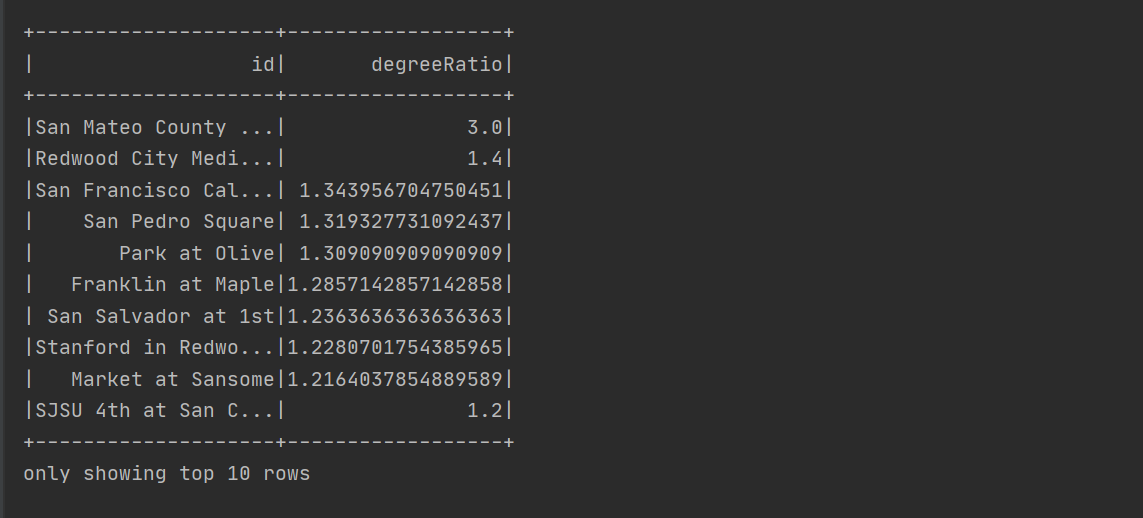 +--------------------+------------------+
|                  id|       degreeRatio|
+--------------------+------------------+
|San Mateo County ...|               3.0|
|Redwood City Medi...|               1.4|
|San Francisco Cal...| 1.343956704750451|
|    San Pedro Square| 1.319327731092437|
|       Park at Olive| 1.309090909090909|
|   Franklin at Maple|1.2857142857142858|
| San Salvador at 1st|1.2363636363636363|
|Stanford in Redwo...|1.2280701754385965|
|   Market at Sansome|1.2164037854889589|
|SJSU 4th at San C...|               1.2|
+--------------------+------------------+
only showing top 10 rows